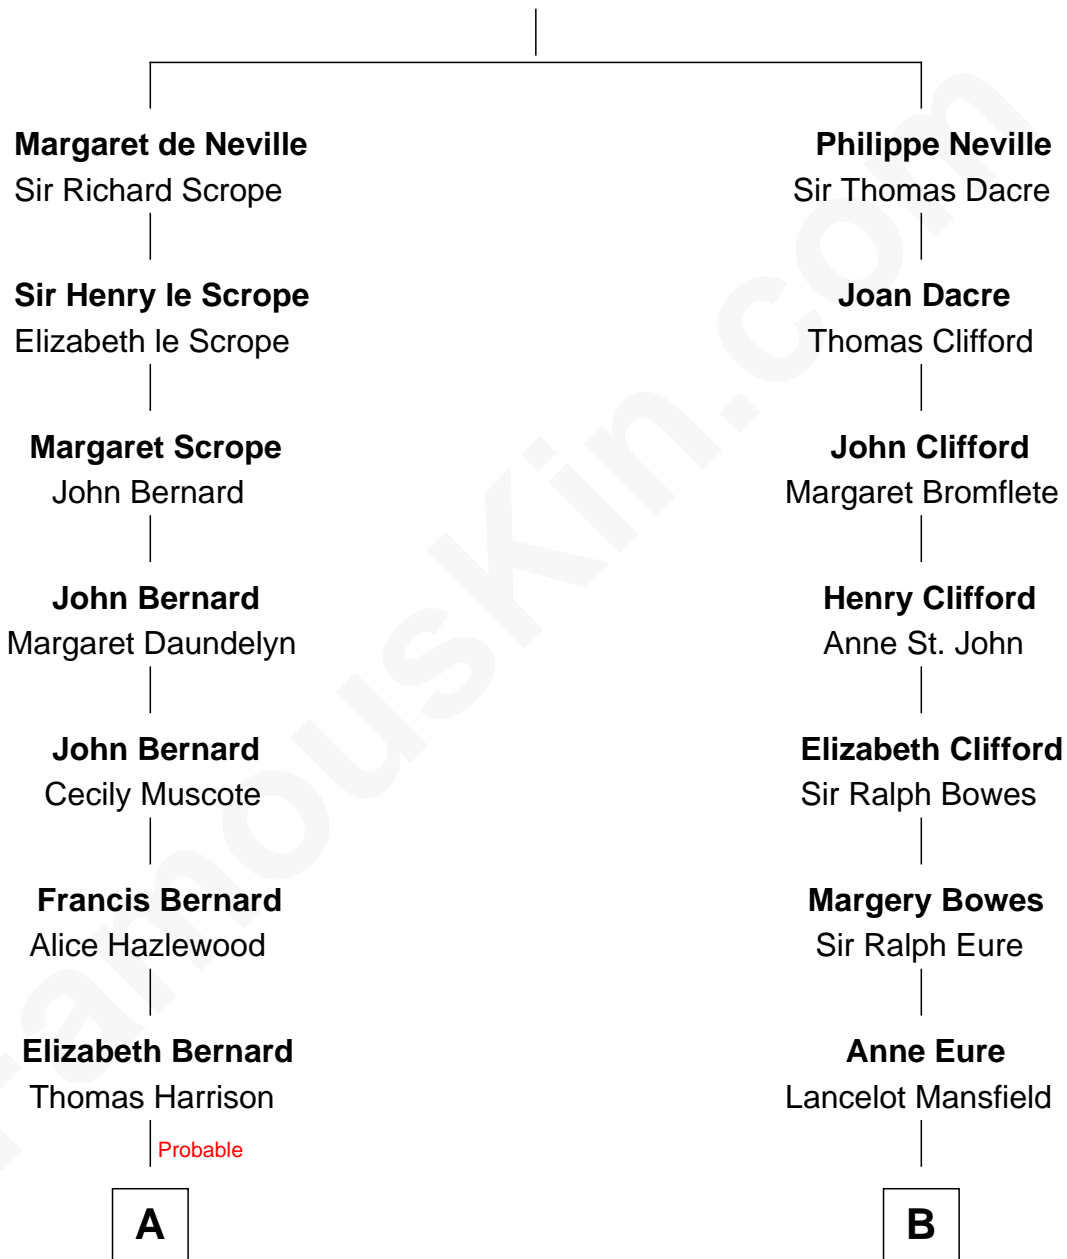 Margaret de Neville
Sir Richard Scrope
Philippe Neville
Sir Thomas Dacre
Sir Henry le Scrope
Elizabeth le Scrope
Joan Dacre
Thomas Clifford
Margaret Scrope
John Bernard
John Clifford
Margaret Bromflete
John Bernard
Margaret Daundelyn
Henry Clifford
Anne St. John
John Bernard
Cecily Muscote
Elizabeth Clifford
Sir Ralph Bowes
Francis Bernard
Alice Hazlewood
Margery Bowes
Sir Ralph Eure
Elizabeth Bernard
Thomas Harrison
Anne Eure
Lancelot Mansfield
Probable
A
B
FamousKin.com